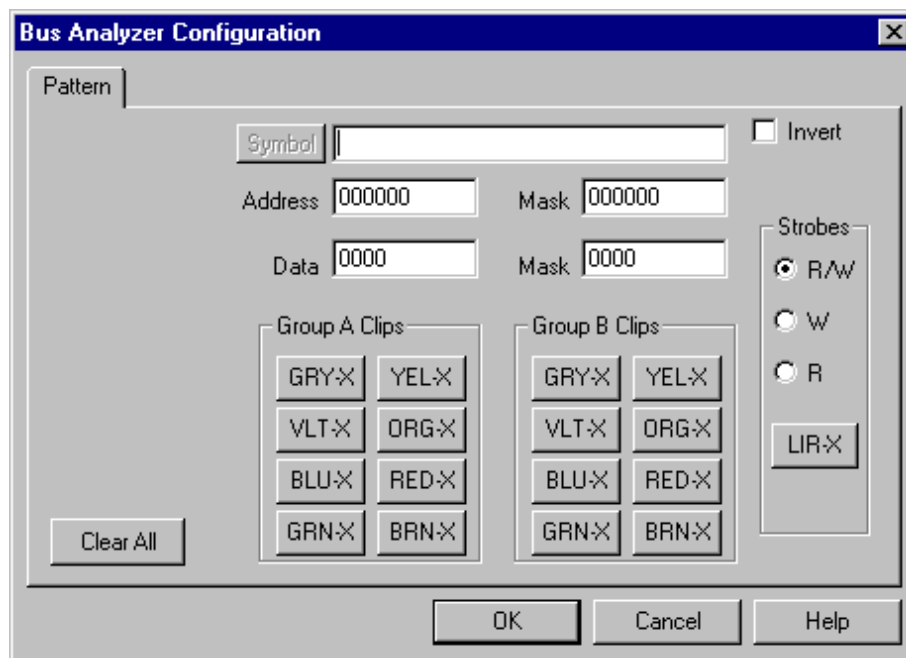 Bus Analyzer Configuration
Pattern
Symbol
Invert
Address 000000 Mask 000000
Data 0000 Mask 0000
Strobes
R/W
W
R
LIR-X
Group A Clips
GRY-X YEL-X
VLT-X ORG-X
BLU-X RED-X
GRN-X BRN-X
Group B Clips
GRY-X YEL-X
VLT-X ORG-X
BLU-X RED-X
GRN-X BRN-X
Clear All
OK Cancel Help